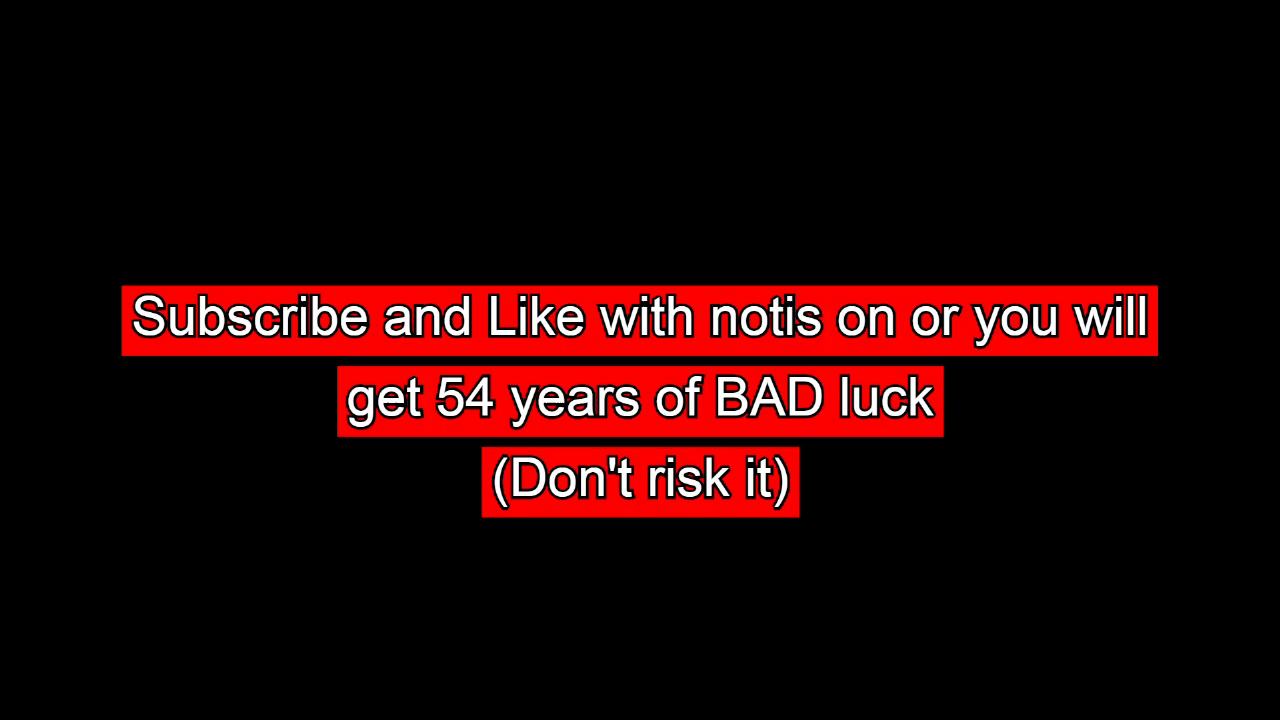 Subscribe and Like with notis on or you will
get 54 years of BAD luck
(Don't risk it)